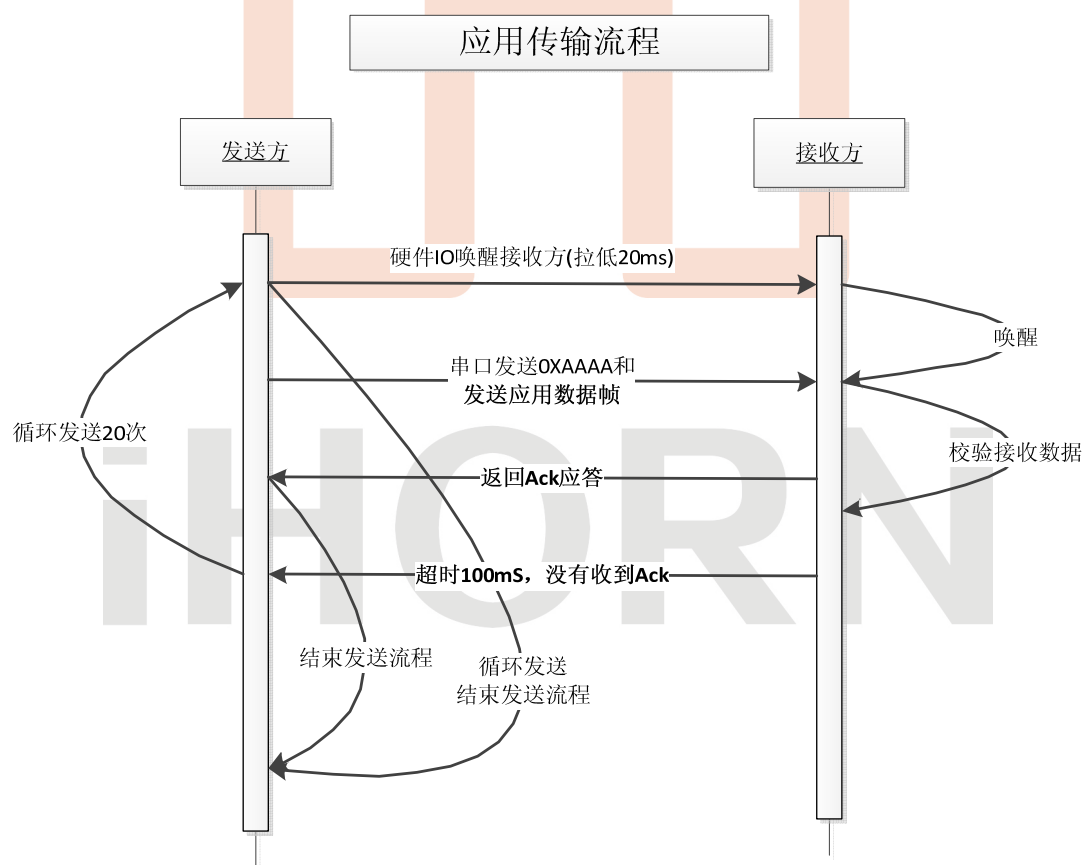 应用传输流程
发送方
接收方
硬件IO唤醒接收方(拉低20ms)
唤醒
串口发送0XAAAA和
发送应用数据帧
循环发送20次
校验接收数据
返回Ack应答
超时100mS，没有收到Ack
结束发送流程
循环发送
结束发送流程
iHORN